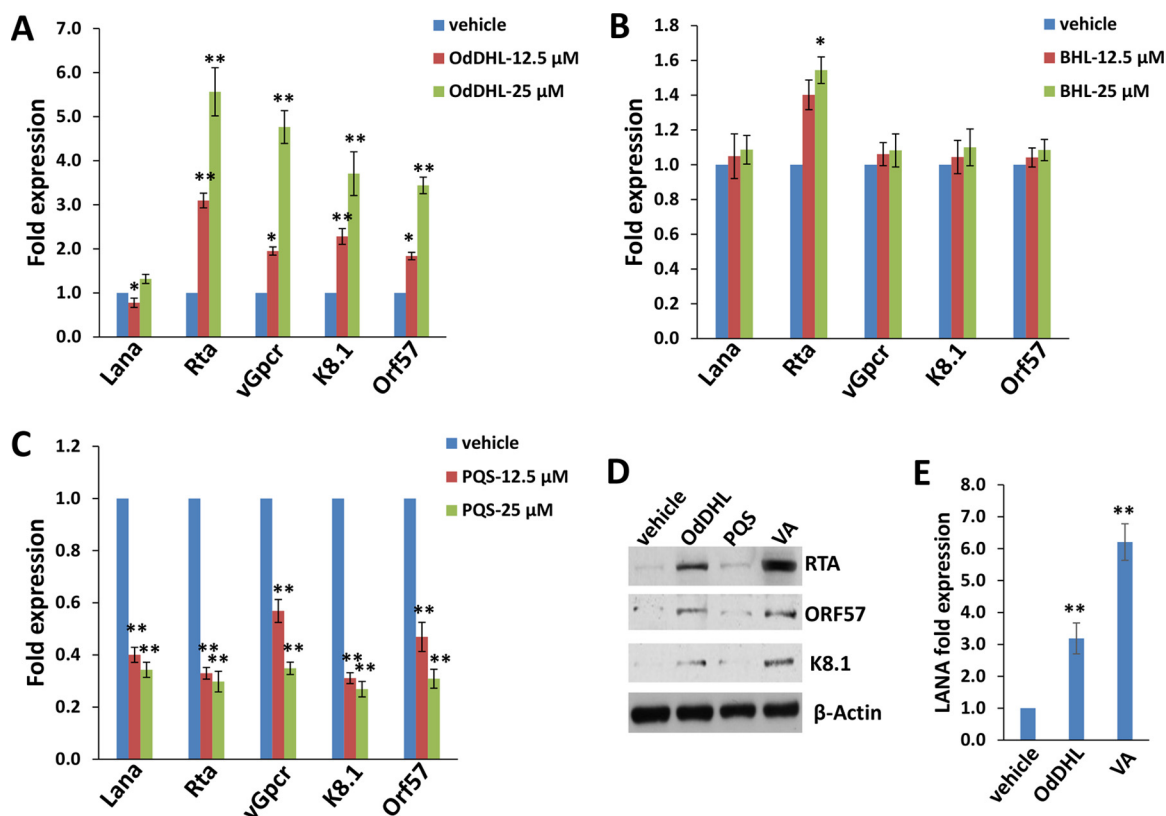 A
7.0
6.0
5.0
4.0
3.0
2.0
1.0
0.0
Fold expression
vehicle
OdDHL-12.5 µM
OdDHL-25 µM
*
**
**
*
**
**
**
*
**
Lana
Rta
vGpcr
K8.1
Orf57
B
1.8
1.6
1.4
1.2
1.0
0.8
0.6
0.4
0.2
0.0
Fold expression
vehicle
BHL-12.5 µM
BHL-25 µM
*
Lana
Rta
vGpcr
K8.1
Orf57
C
1.2
1.0
0.8
0.6
0.4
0.2
0.0
Fold expression
vehicle
PQS-12.5 µM
PQS-25 µM
**
**
**
**
**
**
**
**
**
**
Lana
Rta
vGpcr
K8.1
Orf57
D
vehicle
OdDHL
PQS
VA
RTA
ORF57
K8.1
β-Actin
E
8.0
7.0
6.0
5.0
4.0
3.0
2.0
1.0
0.0
LANA fold expression
**
**
vehicle
OdDHL
VA